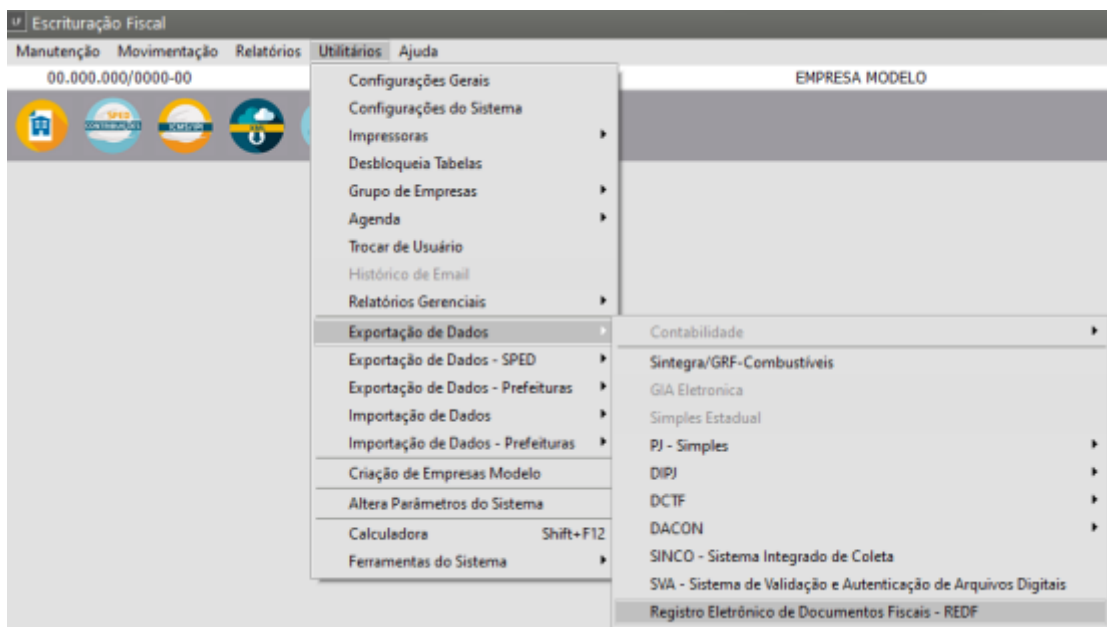 Escrituração Fiscal
Manutenção Movimentação Relatórios Utilitários Ajuda
00.000.000/0000-00 EMPRESA MODELO
SPED
CONTRIBUIÇÕES
ICMS/IPI
XML
Configurações Gerais
Configurações do Sistema
Impressoras
Desbloqueia Tabelas
Grupo de Empresas
Agenda
Trocar de Usuário
Histórico de Email
Relatórios Gerenciais
Exportação de Dados
Exportação de Dados - SPED
Exportação de Dados - Prefeituras
Importação de Dados
Importação de Dados - Prefeituras
Criação de Empresas Modelo
Altera Parâmetros do Sistema
Calculadora Shift+F12
Ferramentas do Sistema
Contabilidade
Sintegra/GRF-Combustíveis
GIA Eletronica
Simples Estadual
PJ - Simples
DIPJ
DCTF
DACON
SINCO - Sistema Integrado de Coleta
SVA - Sistema de Validação e Autenticação de Arquivos Digitais
Registro Eletrônico de Documentos Fiscais - REDF